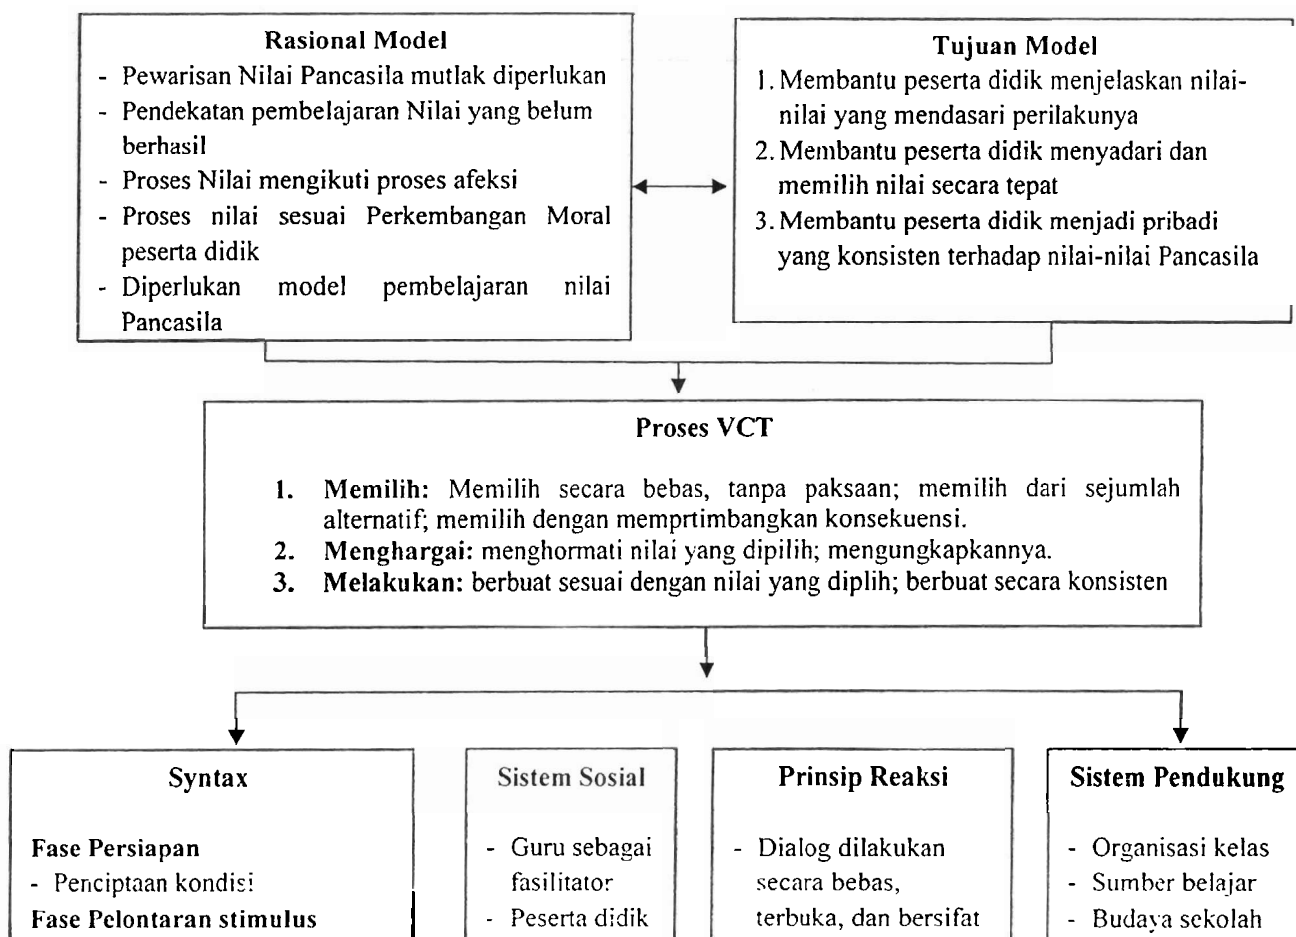 Rasional Model
- Pewarisan Nilai Pancasila mutlak diperlukan
- Pendekatan pembelajaran Nilai yang belum
berhasil
- Proses Nilai mengikuti proses afeksi
- Proses nilai sesuai Perkembangan Moral
peserta didik
- Diperlukan model pembelajaran nilai
Pancasila
Tujuan Model
1. Membantu peserta didik menjelaskan nilai-
nilai yang mendasari perilakunya
2. Membantu peserta didik menyadari dan
memilih nilai secara tepat
3. Membantu peserta didik menjadi pribadi
yang konsisten terhadap nilai-nilai Pancasila
Proses VCT
1. Memilih: Memilih secara bebas, tanpa paksaan; memilih dari sejumlah
alternatif; memilih dengan memprtimbangkan konsekuensi.
2. Menghargai: menghormati nilai yang dipilih; mengungkapkannya.
3. Melakukan: berbuat sesuai dengan nilai yang diplih; berbuat secara konsisten
Syntax
Fase Persiapan
- Penciptaan kondisi
Fase Pelontaran stimulus
Sistem Sosial
- Guru sebagai
fasilitator
- Peserta didik
Prinsip Reaksi
- Dialog dilakukan
secara bebas,
terbuka, dan bersifat
Sistem Pendukung
- Organisasi kelas
- Sumber belajar
- Budaya sekolah